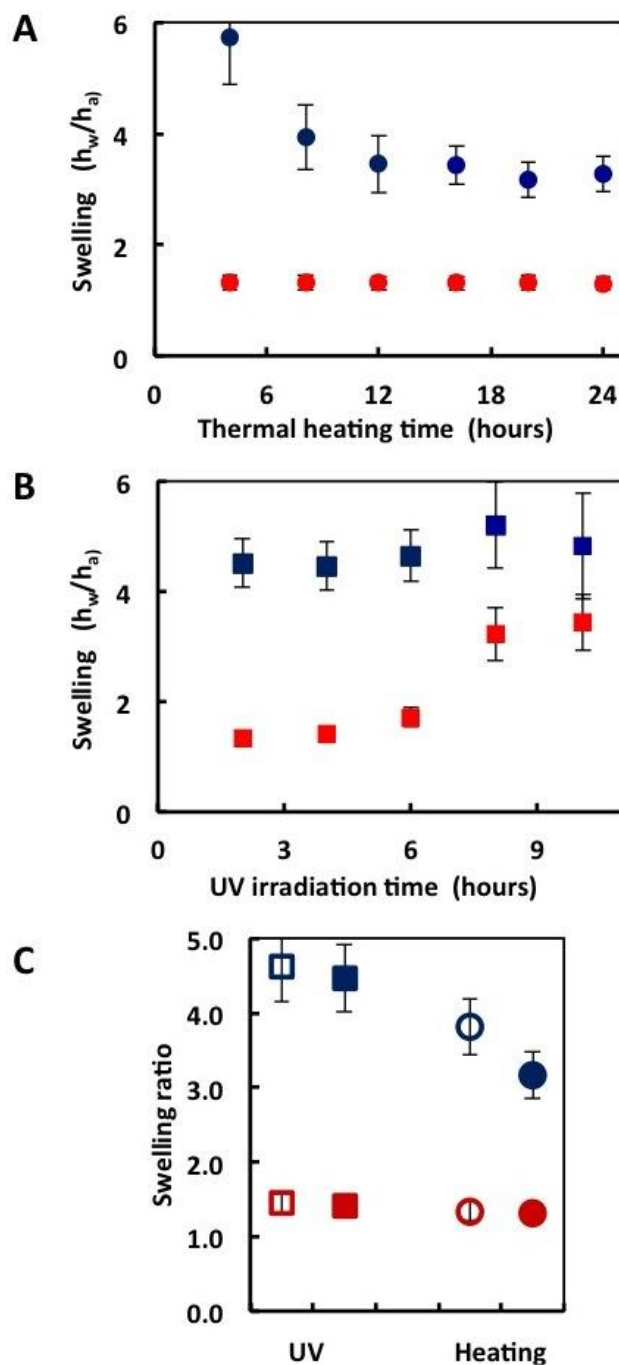 A
6
4
2
0
Swelling (hw/ha)
0 6 12 18 24
Thermal heating time (hours)
B
6
4
2
0
Swelling (hw/ha)
0 3 6 9
UV irradiation time (hours)
C
5.0
4.0
3.0
2.0
1.0
0.0
Swelling ratio
UV Heating